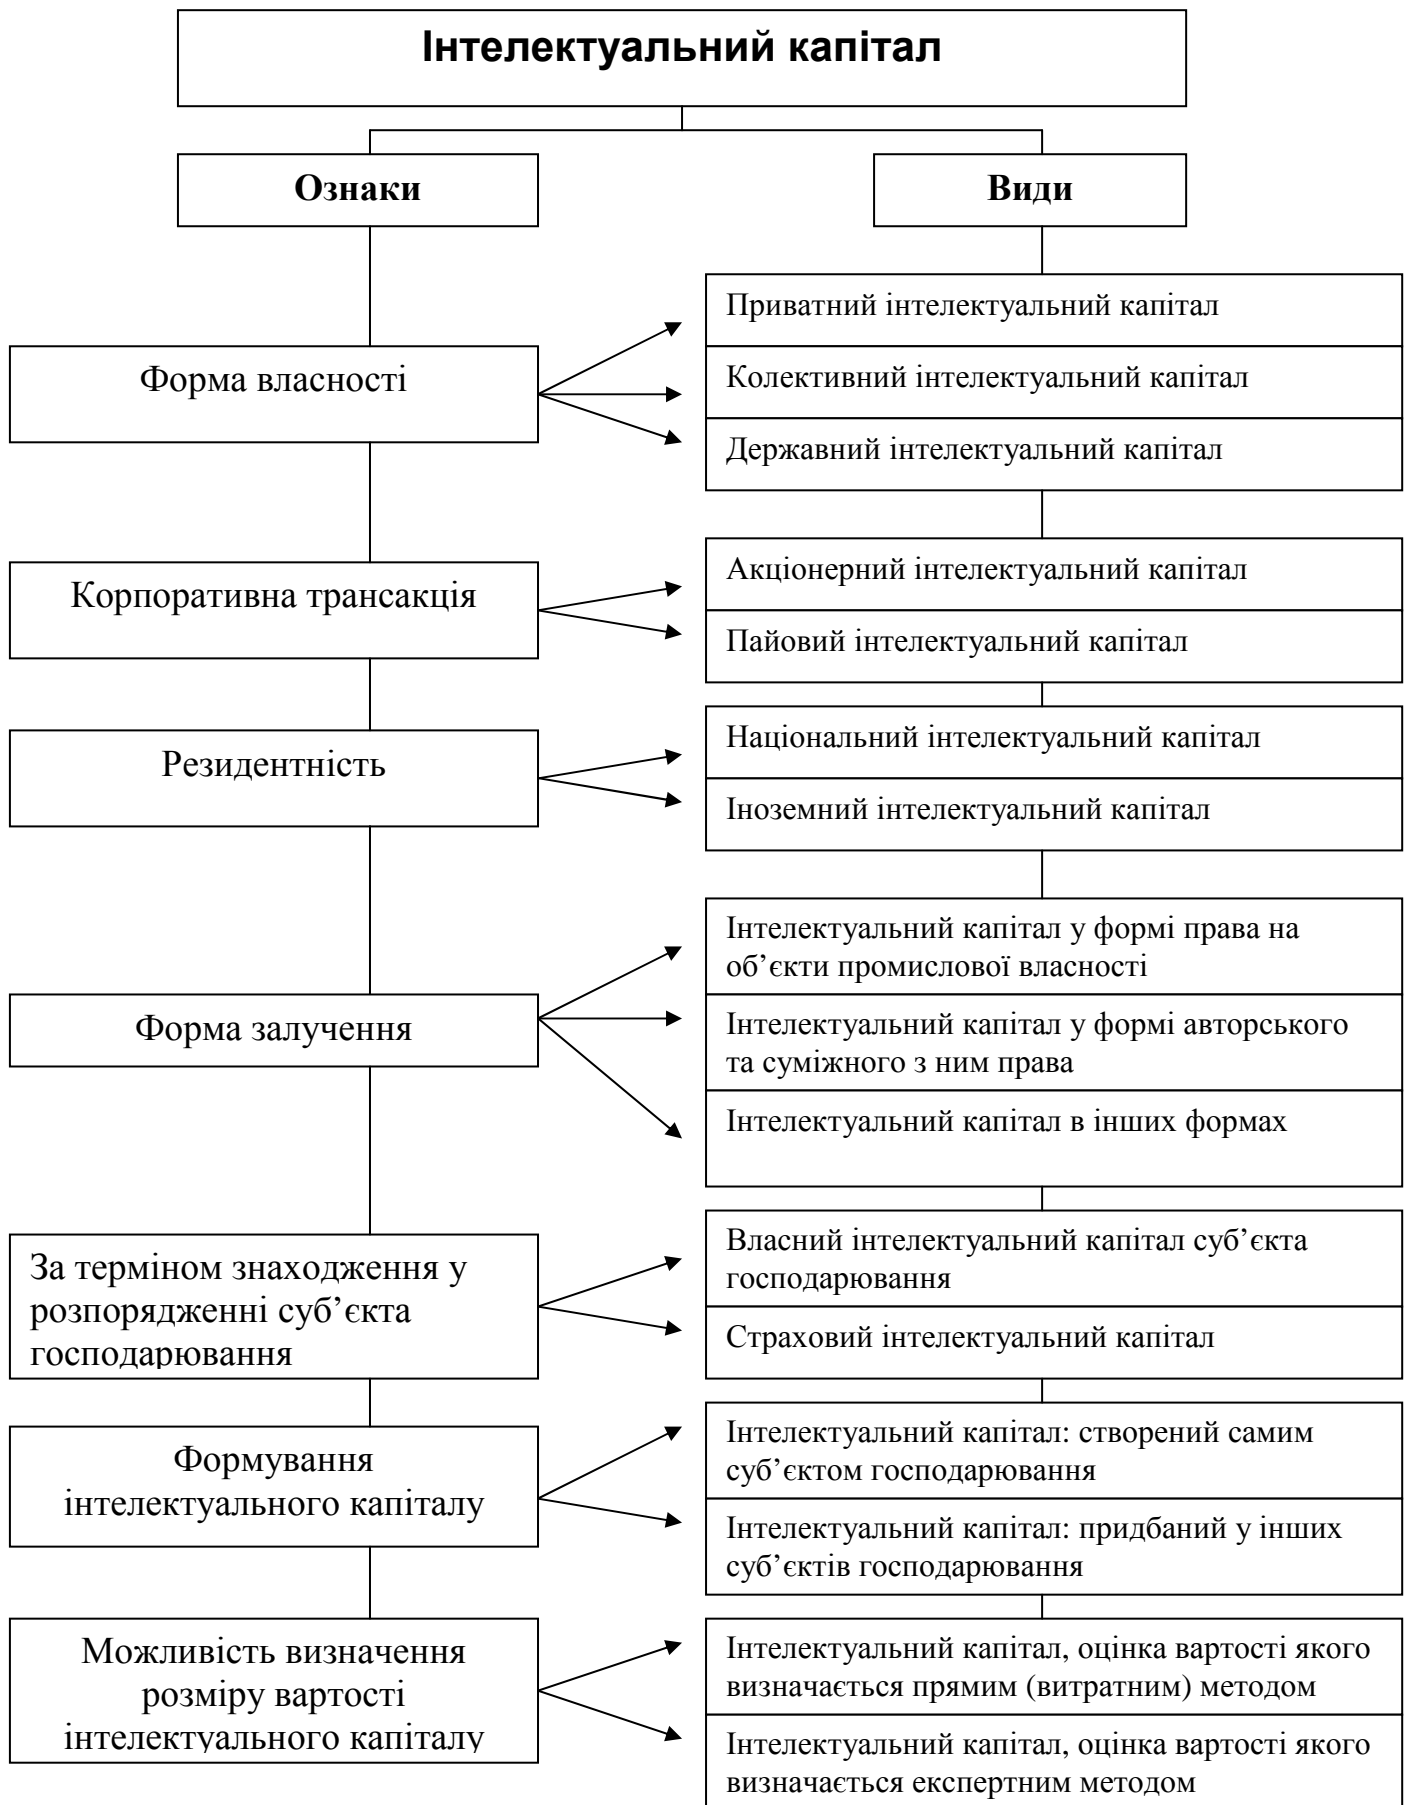 Інтелектуальний капітал
Ознаки
Види
Форма власності
Приватний інтелектуальний капітал
Колективний інтелектуальний капітал
Державний інтелектуальний капітал
Корпоративна трансакція
Акціонерний інтелектуальний капітал
Пайовий інтелектуальний капітал
Резидентність
Національний інтелектуальний капітал
Іноземний інтелектуальний капітал
Форма залучення
Інтелектуальний капітал у формі права на
об’єкти промислової власності
Інтелектуальний капітал у формі авторського
та суміжного з ним права
Інтелектуальний капітал в інших формах
За терміном знаходження у
розпорядженні суб’єкта
господарювання
Власний інтелектуальний капітал суб’єкта
господарювання
Страховий інтелектуальний капітал
Формування
інтелектуального капіталу
Інтелектуальний капітал: створений самим
суб’єктом господарювання
Інтелектуальний капітал: придбаний у інших
суб’єктів господарювання
Можливість визначення
розміру вартості
інтелектуального капіталу
Інтелектуальний капітал, оцінка вартості якого
визначається прямим (витратним) методом
Інтелектуальний капітал, оцінка вартості якого
визначається експертним методом